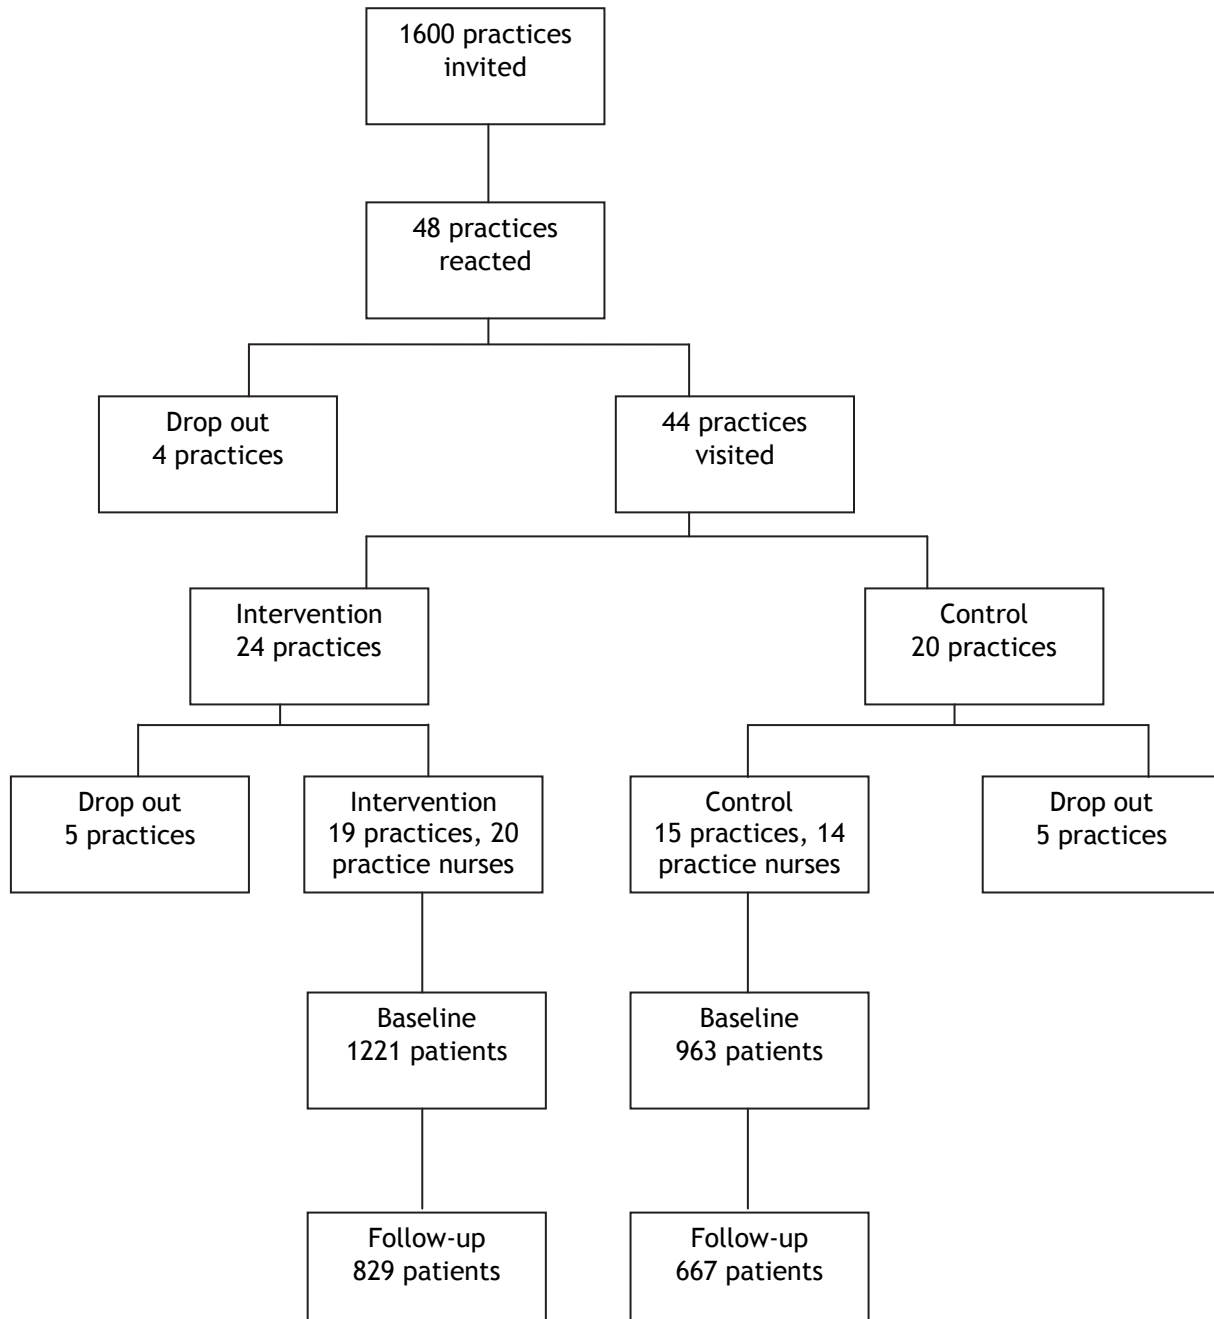 1600 practices
invited
48 practices
reacted
Drop out
4 practices
44 practices
visited
Intervention
24 practices
Control
20 practices
Drop out
5 practices
Intervention
19 practices, 20
practice nurses
Control
15 practices, 14
practice nurses
Drop out
5 practices
Baseline
1221 patients
Baseline
963 patients
Follow-up
829 patients
Follow-up
667 patients